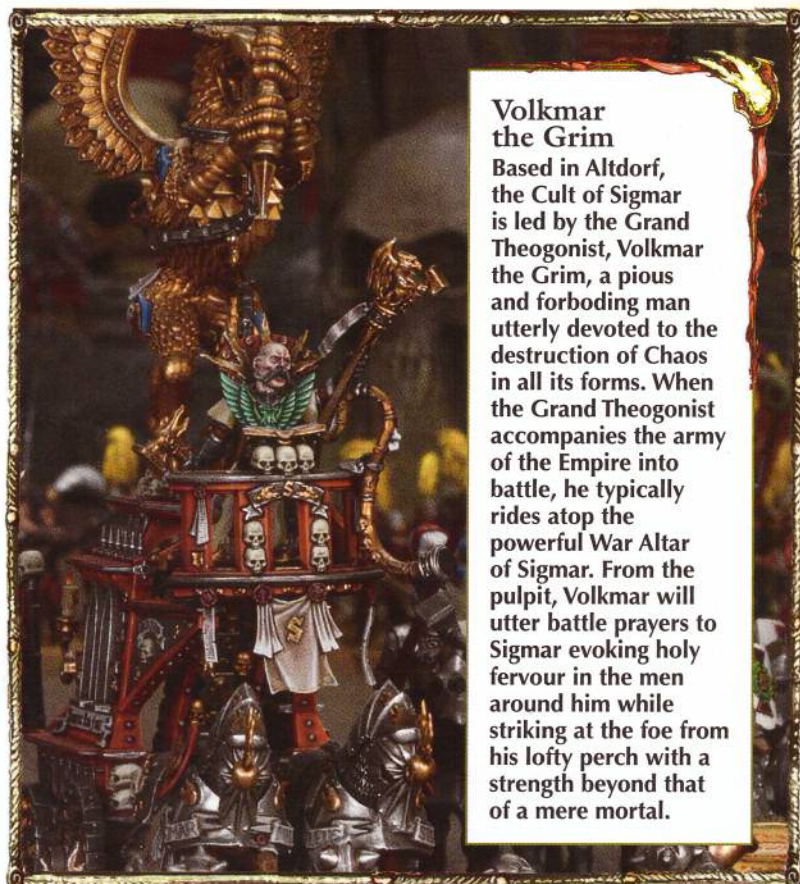 Volkmar
the Grim
Based in Altdorf,
the Cult of Sigmar
is led by the Grand
Theogonist, Volkmar
the Grim, a pious
and forboding man
utterly devoted to the
destruction of Chaos
in all its forms. When
the Grand Theogonist
accompanies the army
of the Empire into
battle, he typically
rides atop the
powerful War Altar
of Sigmar. From the
pulpit, Volkmar will
utter battle prayers to
Sigmar evoking holy
fervour in the men
around him while
striking at the foe from
his lofty perch with a
strength beyond that
of a mere mortal.